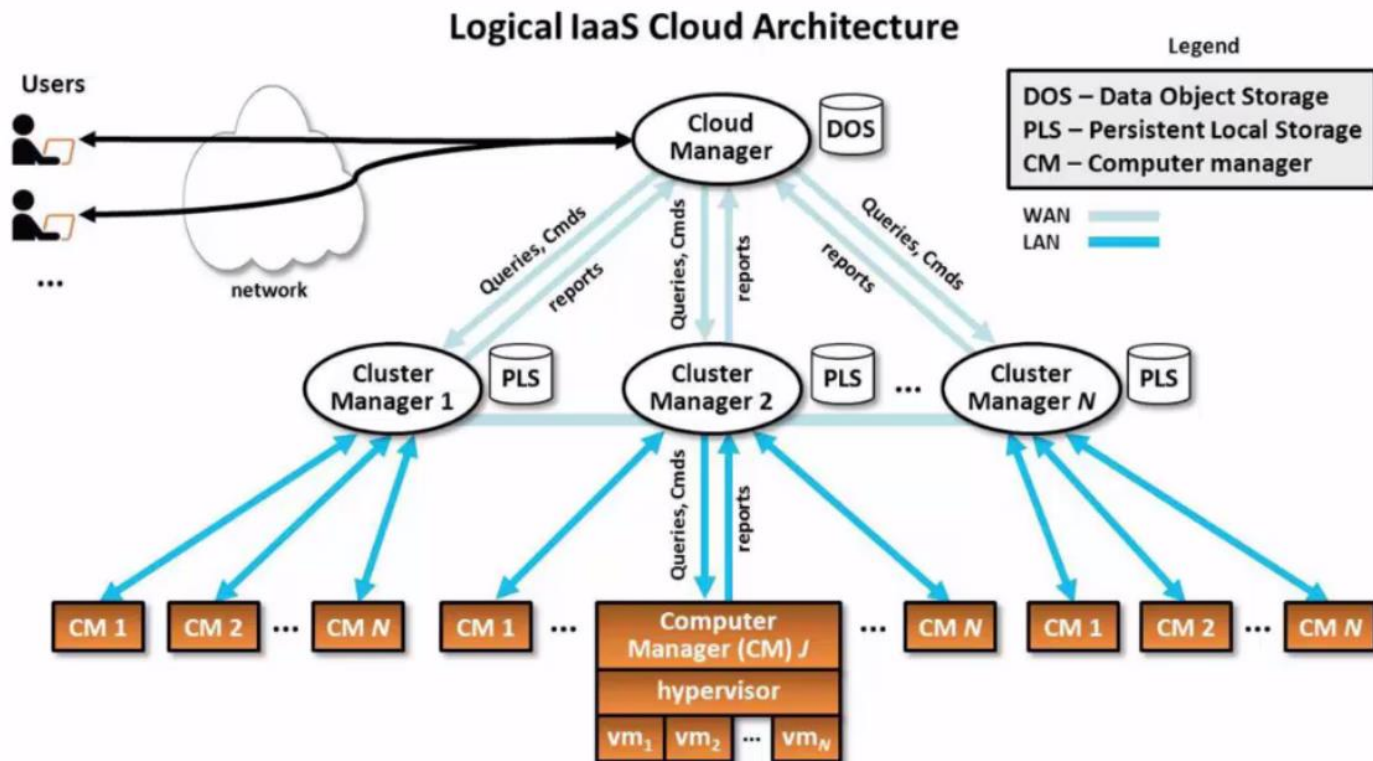 Logical IaaS Cloud Architecture
Legend
Users
DOS – Data Object Storage
PLS – Persistent Local Storage
CM – Computer manager
Cloud
Manager
DOS
WAN
LAN
...
network
Queries, Cmds
reports
Queries, Cmds
reports
Queries, Cmds
reports
Cluster
Manager 1
PLS
Cluster
Manager 2
PLS
...
Cluster
Manager N
PLS
Queries, Cmds
reports
CM 1
CM 2
...
CM N
CM 1
...
Computer
Manager (CM) J
...
CM N
CM 1
CM 2
...
CM N
hypervisor
vm₁
vm₂
...
vmN